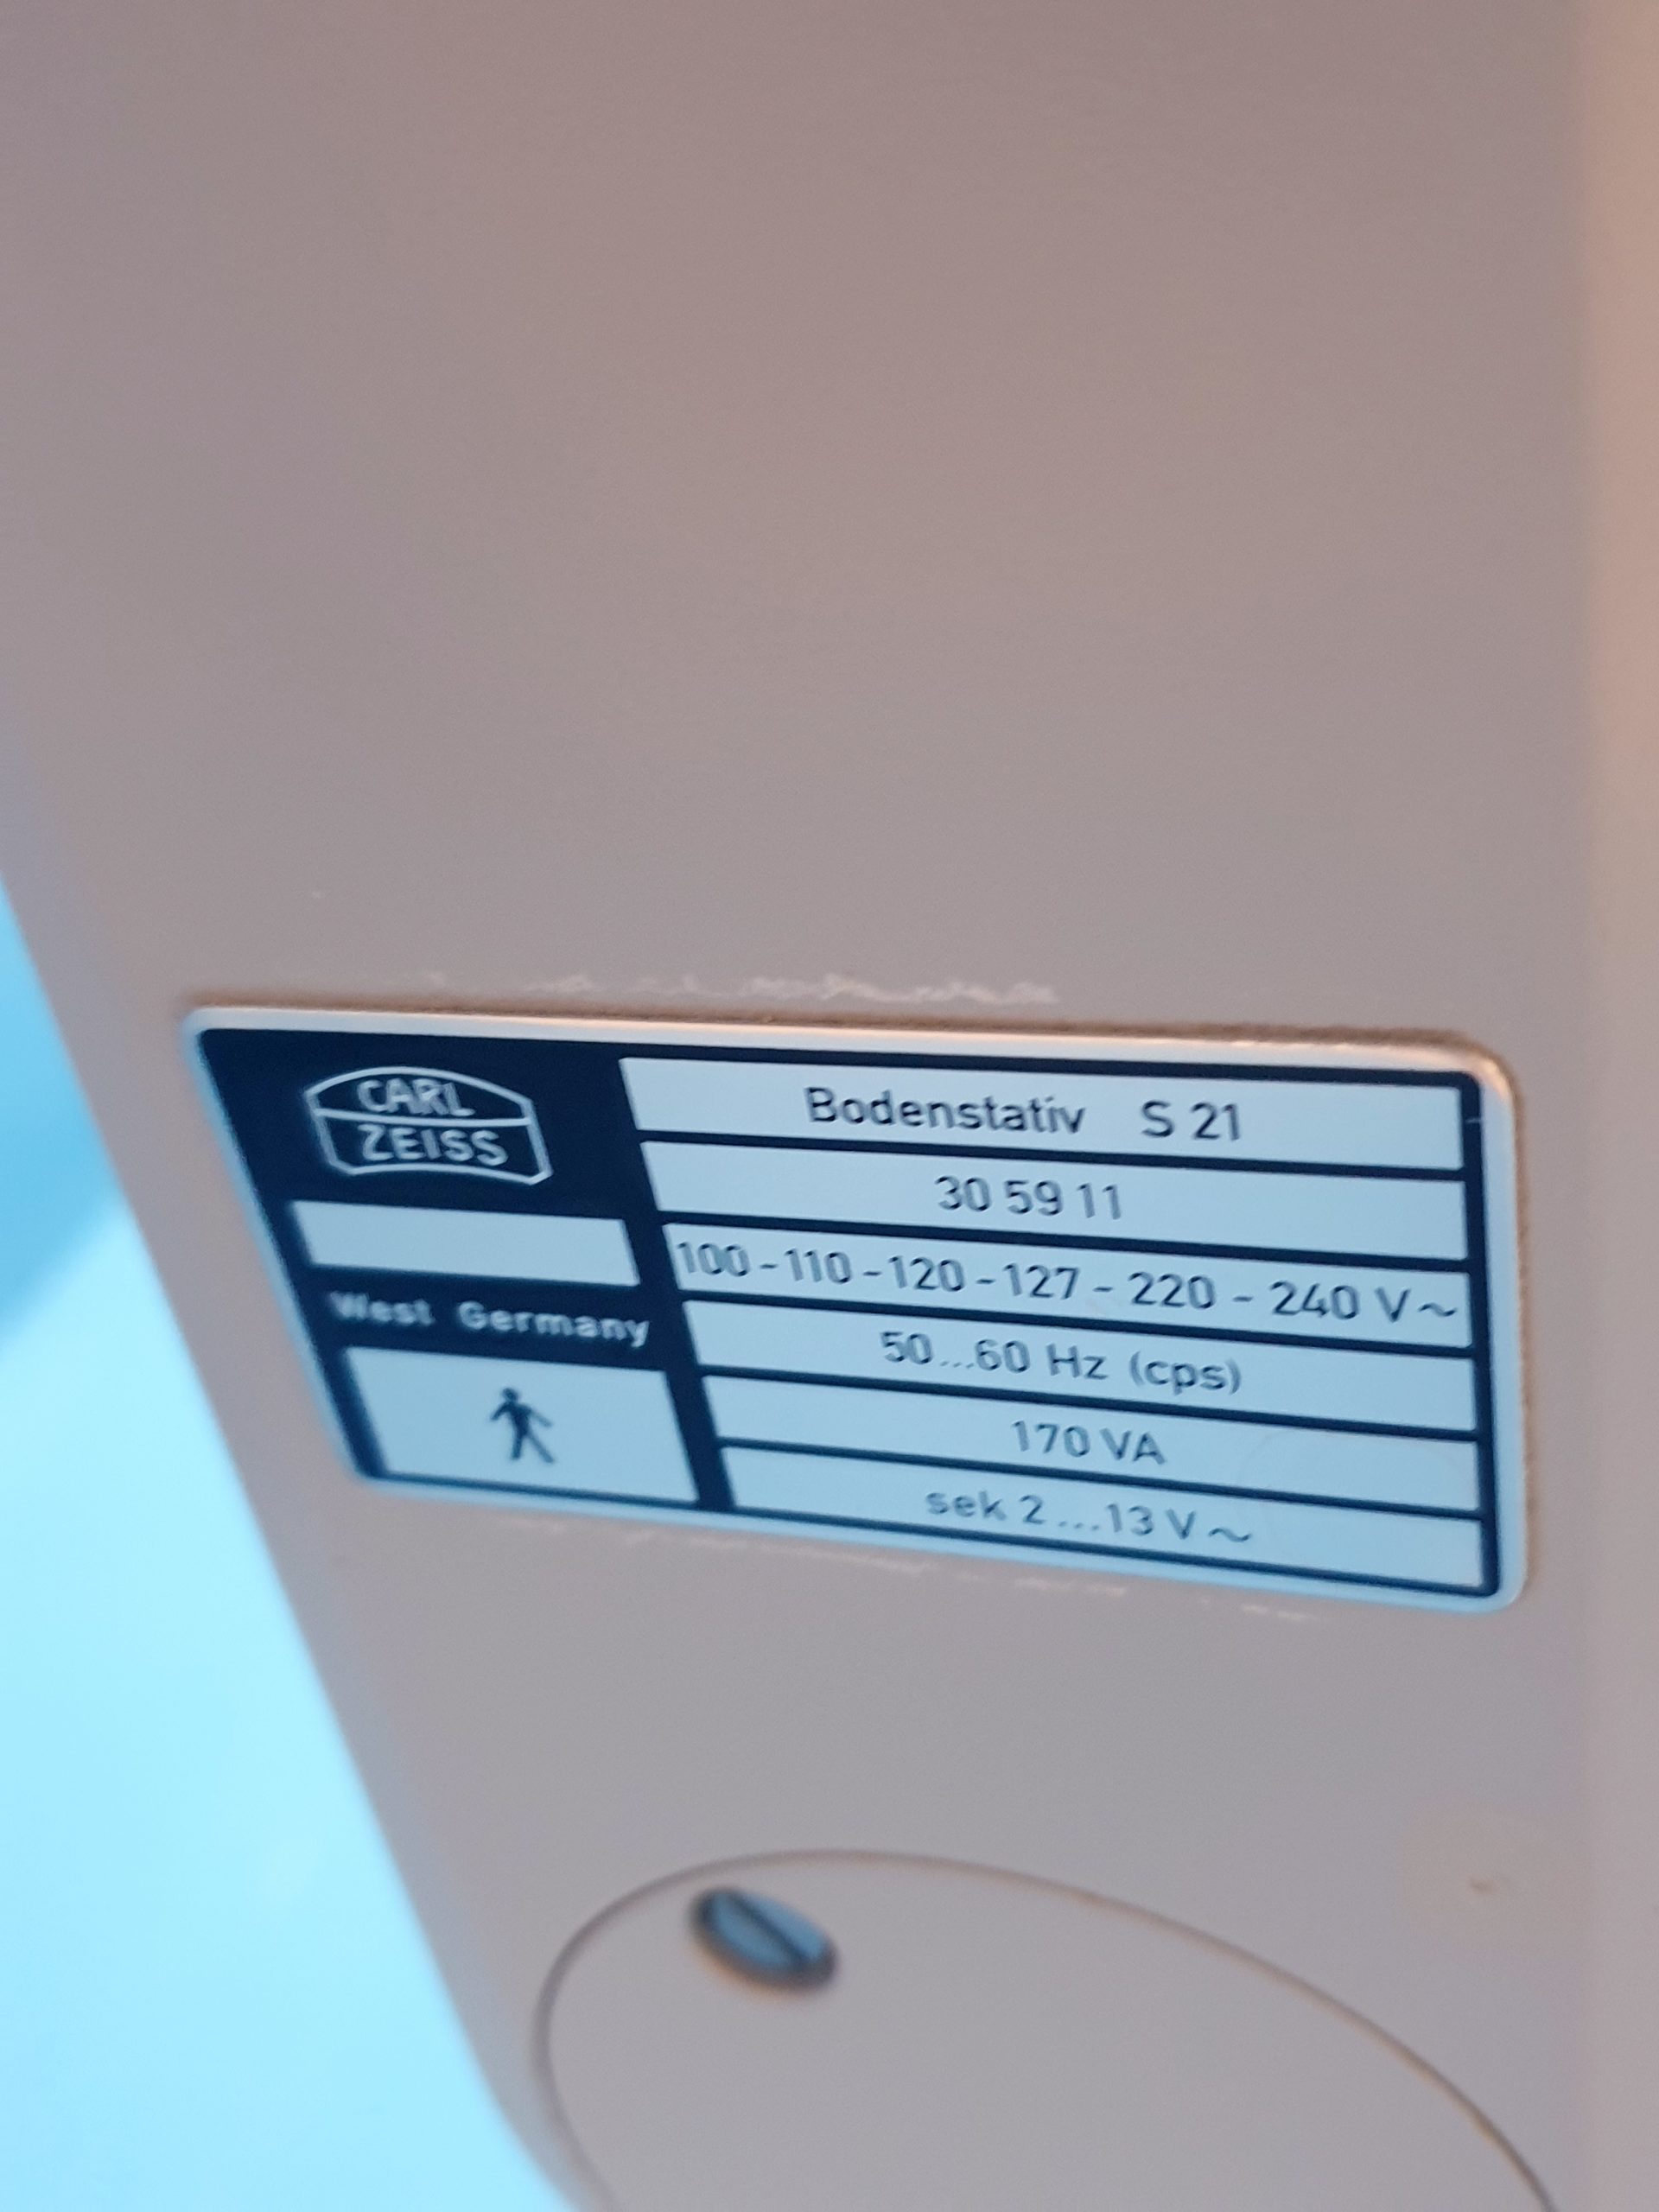 CARL
ZEISS
West Germany
Bodenstativ S 21
30 59 11
100-110-120-127-220-240 V~
50...60 Hz (cps)
170 VA
sek 2...13 V~